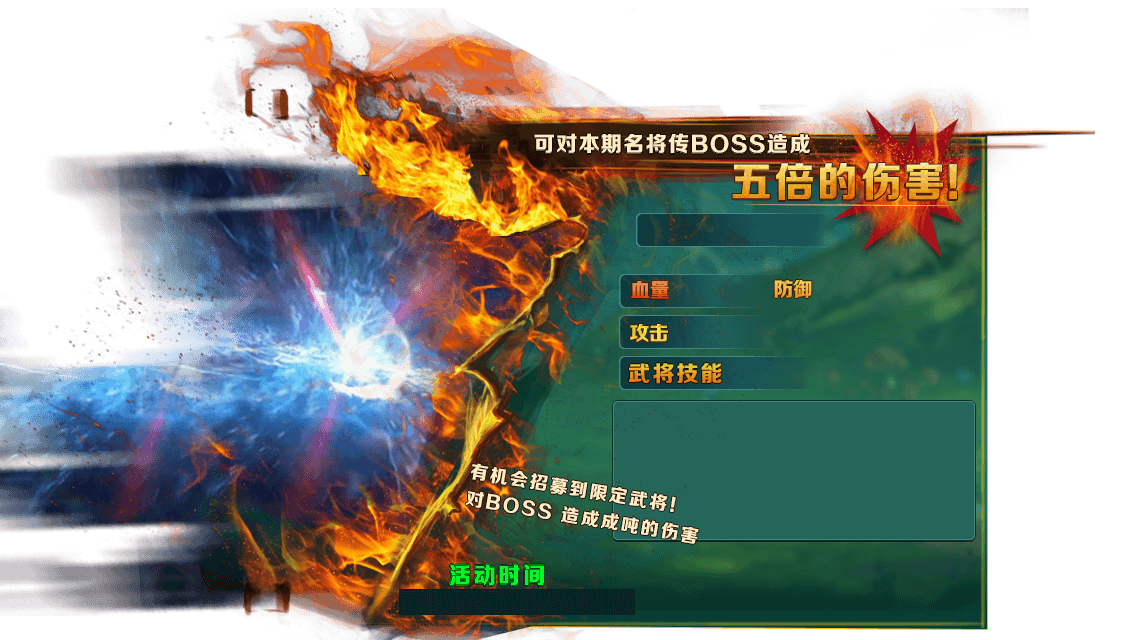 可对本期名将传BOSS造成
五倍的伤害!
血量 防御
攻击
武将技能
有机会招募到限定武将!
对BOSS 造成成吨的伤害
活动时间